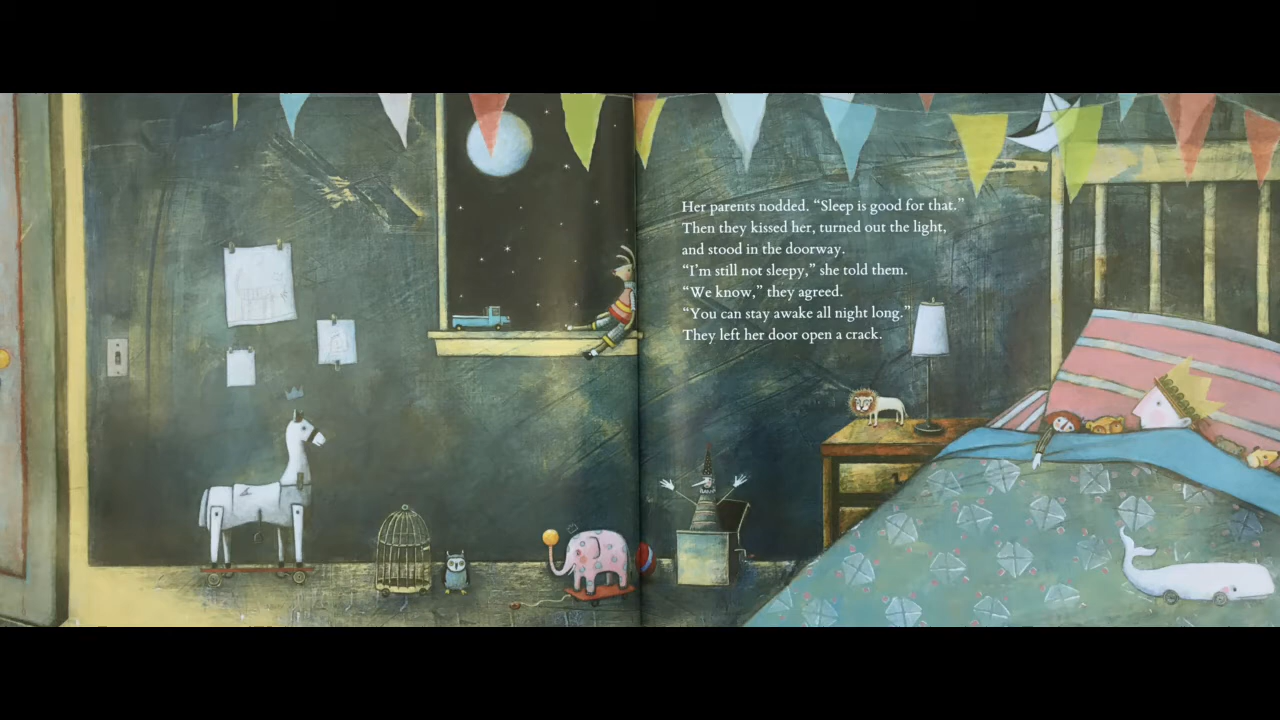 Her parents nodded. “Sleep is good for that.”
Then they kissed her, turned out the light,
and stood in the doorway.
“I’m still not sleepy,” she told them.
“We know,” they agreed.
“You can stay awake all night long.”
They left her door open a crack.